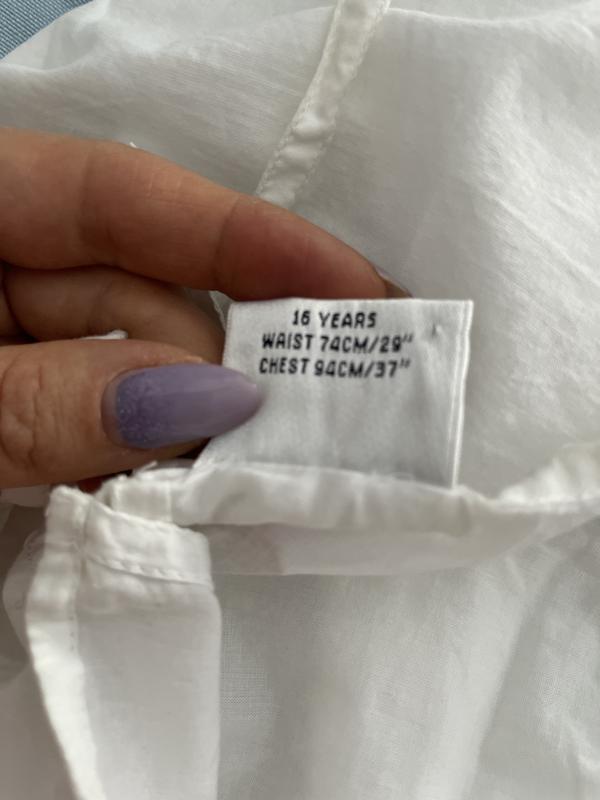 16 YEARS
WAIST 74CM/29"
CHEST 94CM/37"